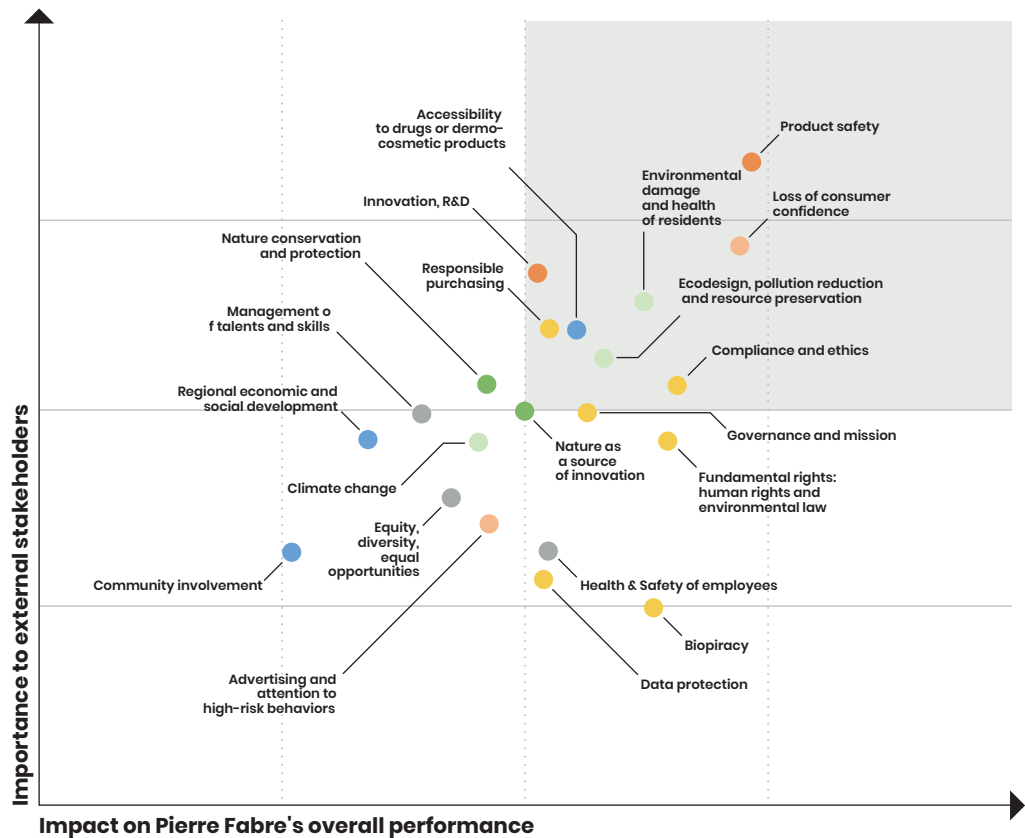 Accessibility
to drugs or dermo-
cosmetic products
Product safety
Environmental
damage
and health
of residents
Loss of consumer
confidence
Innovation, R&D
Nature conservation
and protection
Responsible
purchasing
Ecodesign, pollution reduction
and resource preservation
Management o
f talents and skills
Compliance and ethics
Regional economic and
social development
Governance and mission
Nature as
a source
of innovation
Fundamental rights:
human rights and
environmental law
Climate change
Equity,
diversity,
equal
opportunities
Community involvement
Health & Safety of employees
Biopiracy
Advertising and
attention to
high-risk behaviors
Data protection
Importance to external stakeholders
Impact on Pierre Fabre's overall performance